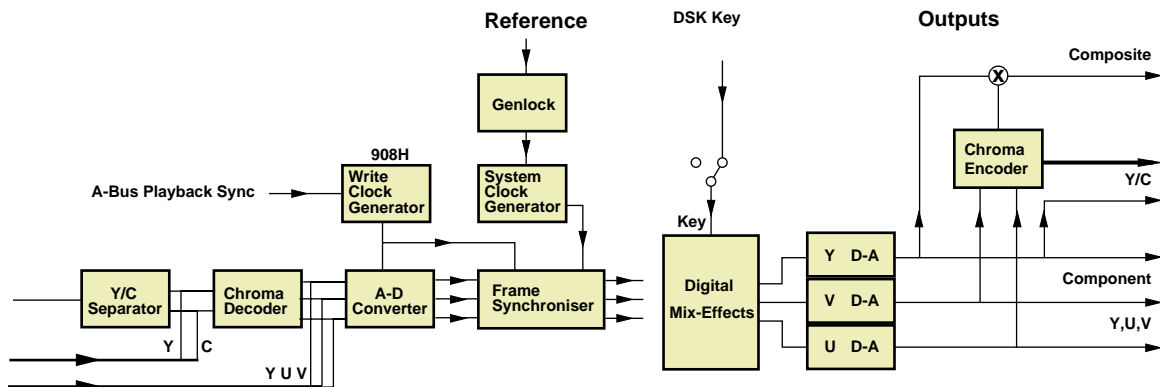 Reference
DSK Key
Outputs
Composite
X
Genlock
Chroma
Encoder
Y/C
908H
A-Bus Playback Sync
Write
Clock
Generator
System
Clock
Generator
Key
Y/C
Separator
Chroma
Decoder
A-D
Converter
Frame
Synchroniser
Digital
Mix-Effects
Y D-A
V D-A
U D-A
Component
Y,U,V
Y C
Y U V